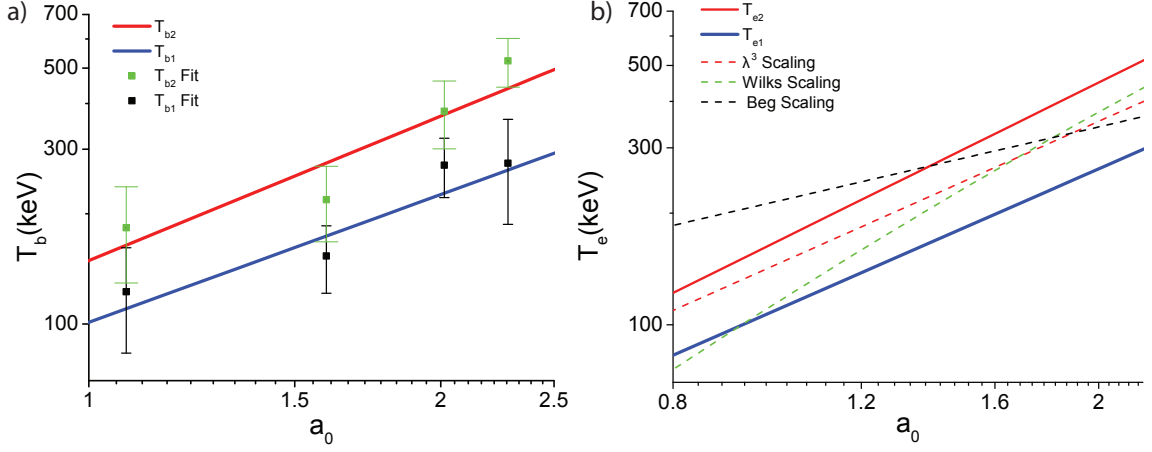 a)
700
500
300
100
T_b(keV)
T_b2
T_b1
T_b2 Fit
T_b1 Fit
1
1.5
2
2.5
a_0
b)
700
500
300
100
T_e(keV)
T_e2
T_e1
λ^3 Scaling
Wilks Scaling
Beg Scaling
0.8
1.2
1.6
2
a_0